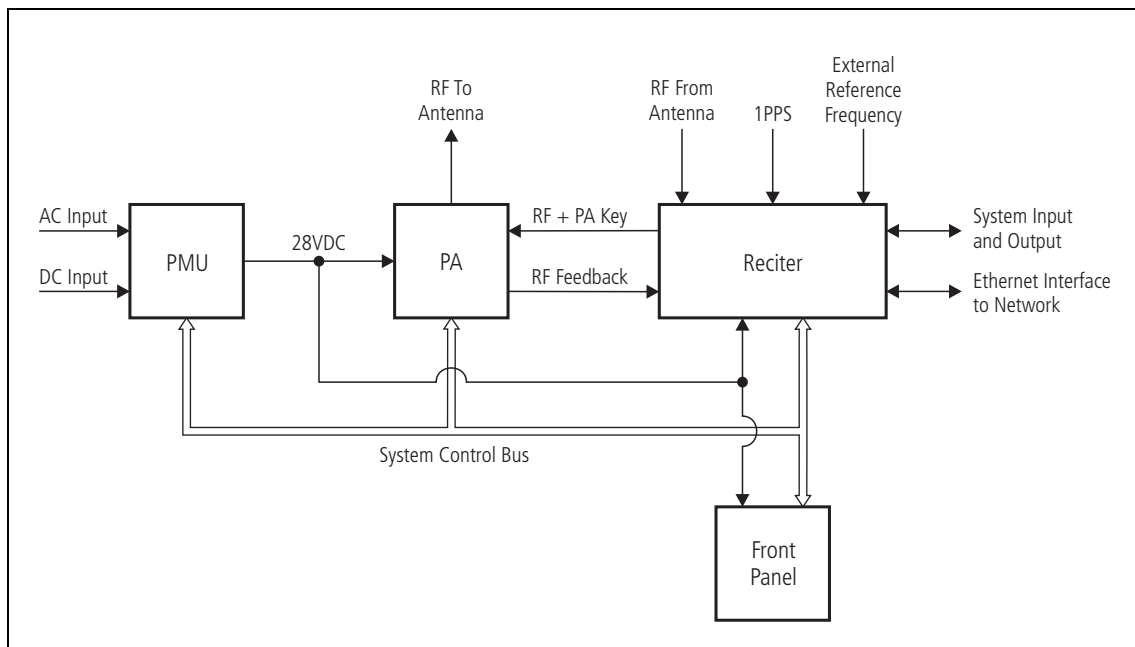 RF To
Antenna
RF From
Antenna
1PPS
External
Reference
Frequency
AC Input
DC Input
PMU
28VDC
PA
RF + PA Key
RF Feedback
Reciter
System Input
and Output
Ethernet Interface
to Network
System Control Bus
Front
Panel